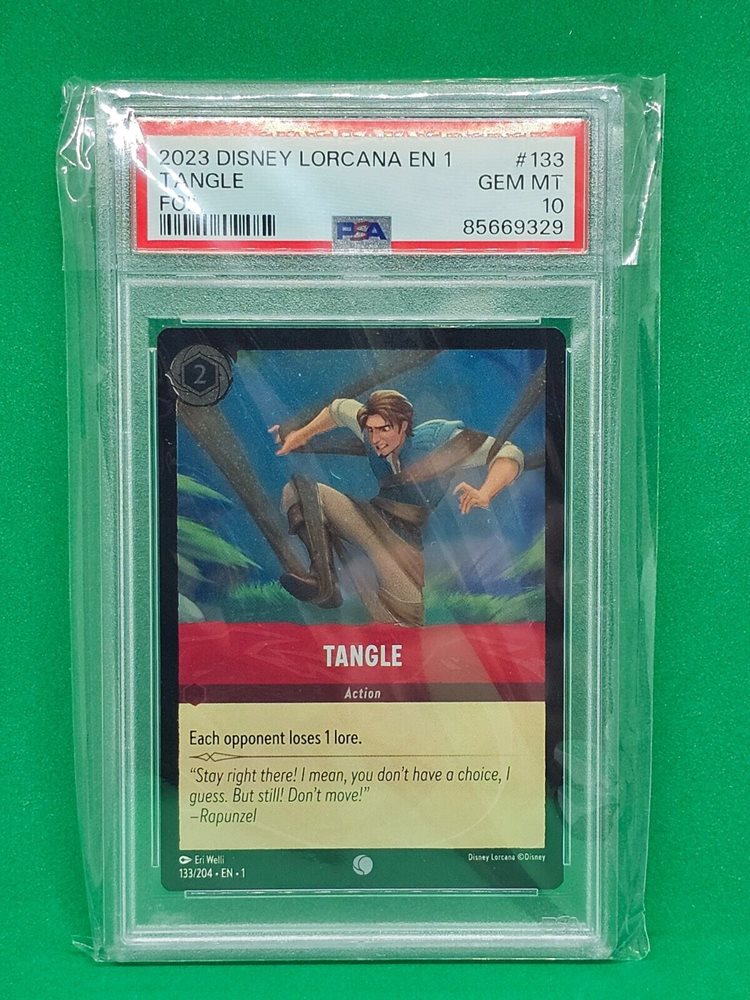 2023 DISNEY LORCANA EN 1 #133
TANGLE GEM MT
FOIL 10
PSA 85669329
2
TANGLE
Action
Each opponent loses 1 lore.
“Stay right there! I mean, you don’t have a choice, I
guess. But still! Don’t move!”
–Rapunzel
Eri Welli Disney Lorcana ©Disney
133/204 • EN • 1